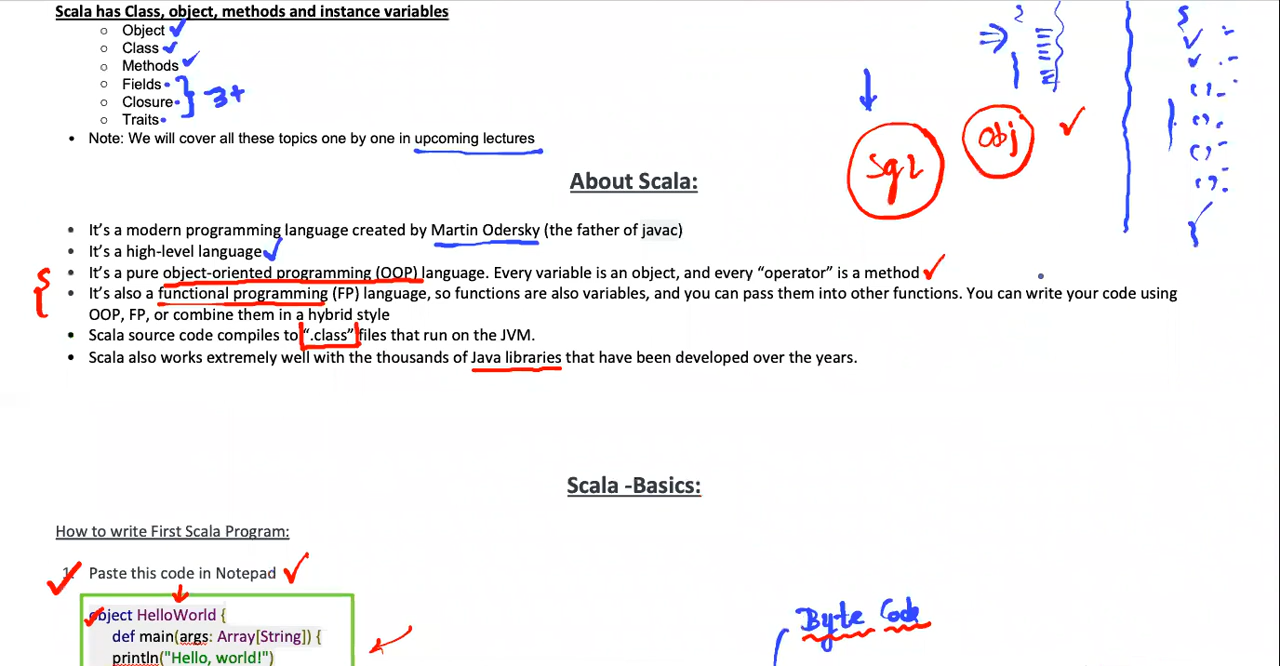 Scala has Class, object, methods and instance variables
○ Object
○ Class
○ Methods
○ Fields
○ Closure
○ Traits
3+
• Note: We will cover all these topics one by one in upcoming lectures
Sql
Obj
About Scala:
• It’s a modern programming language created by Martin Odersky (the father of javac)
• It’s a high-level language
• It’s a pure object-oriented programming (OOP) language. Every variable is an object, and every “operator” is a method
• It’s also a functional programming (FP) language, so functions are also variables, and you can pass them into other functions. You can write your code using
OOP, FP, or combine them in a hybrid style
• Scala source code compiles to “.class” files that run on the JVM.
• Scala also works extremely well with the thousands of Java libraries that have been developed over the years.
Scala -Basics:
How to write First Scala Program:
1. Paste this code in Notepad
object HelloWorld {
def main(args: Array[String]) {
println("Hello, world!")
Byte Code